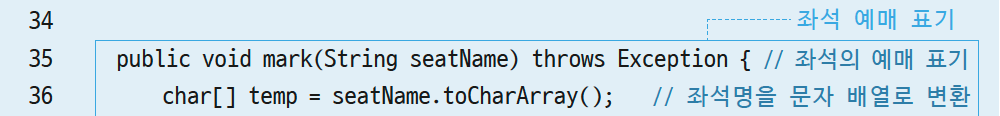 34 좌석 예매 표기
35 public void mark(String seatName) throws Exception { // 좌석의 예매 표기
36 char[] temp = seatName.toCharArray(); // 좌석명을 문자 배열로 변환